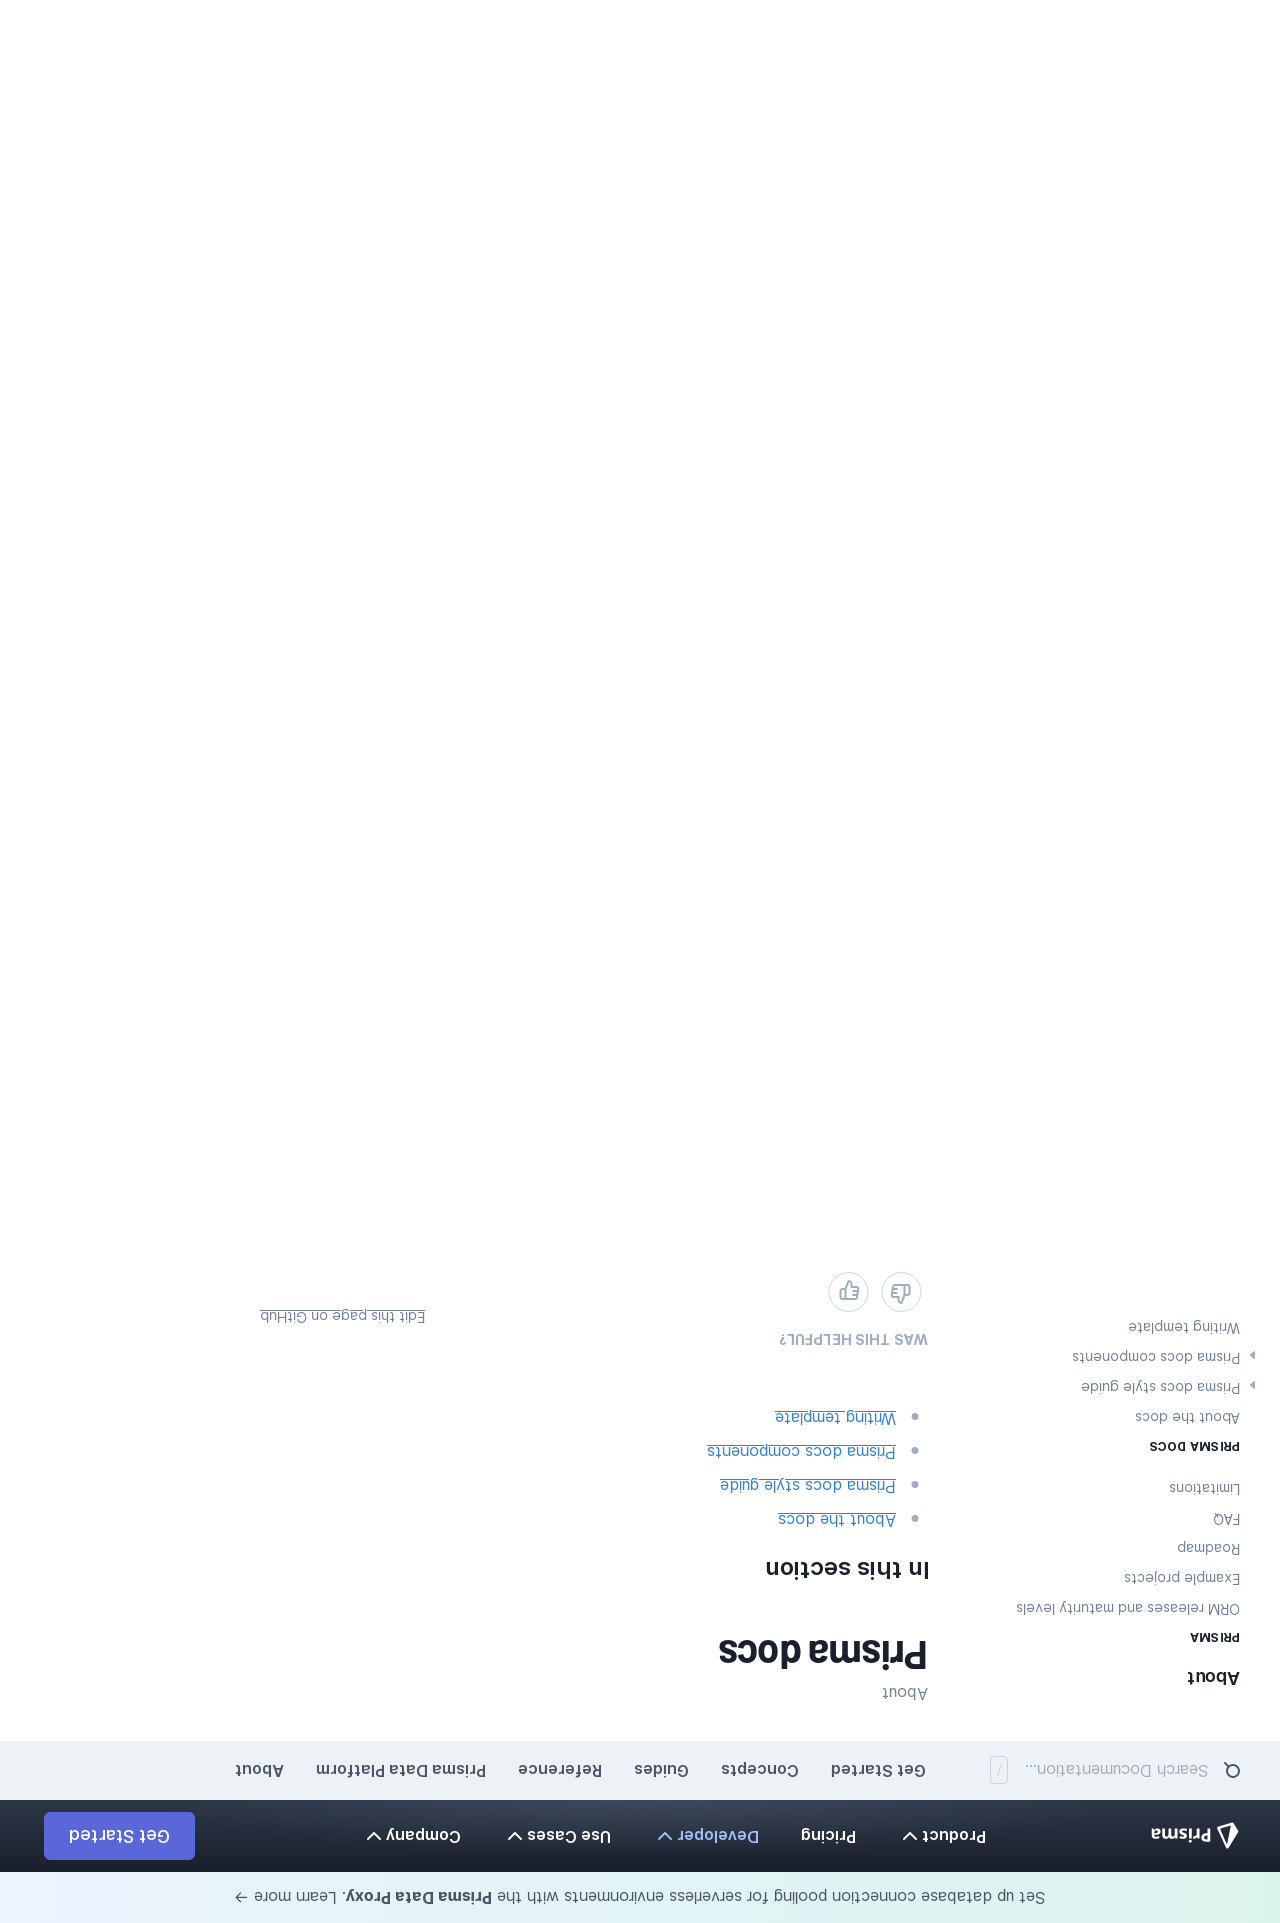 Set up database connection pooling for serverless environments with the Prisma Data Proxy. Learn more →
Prisma
Product
Pricing
Developer
Use Cases
Company
Get Started
Search Documentation... /
Get Started
Concepts
Guides
Reference
Prisma Data Platform
About
About
PRISMA
ORM releases and maturity levels
Example projects
Roadmap
FAQ
Limitations
PRISMA DOCS
About the docs
Prisma docs style guide
Prisma docs components
Writing template
About
Prisma docs
In this section
About the docs
Prisma docs style guide
Prisma docs components
Writing template
WAS THIS HELPFUL?
Edit this page on GitHub